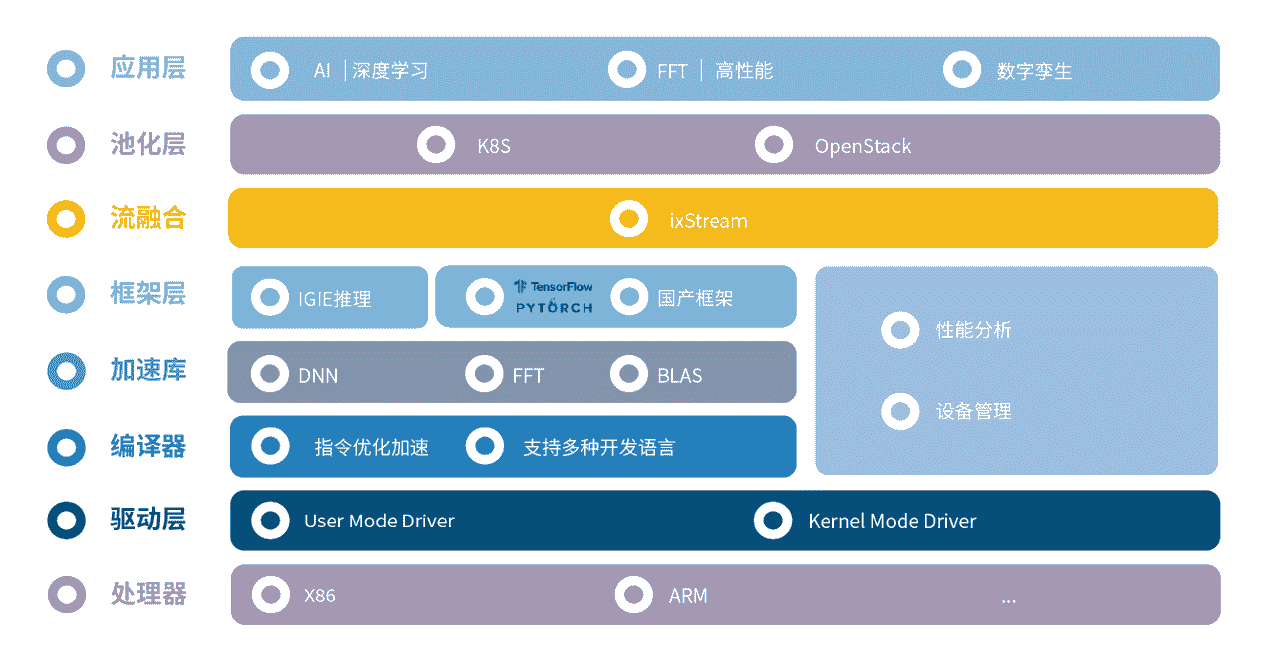 应用层
AI | 深度学习
FFT | 高性能
数字孪生
池化层
K8S
OpenStack
流融合
ixStream
框架层
IGIE推理
TensorFlow
PYTORCH
国产框架
性能分析
设备管理
加速库
DNN
FFT
BLAS
编译器
指令优化加速
支持多种开发语言
驱动层
User Mode Driver
Kernel Mode Driver
处理器
X86
ARM
...